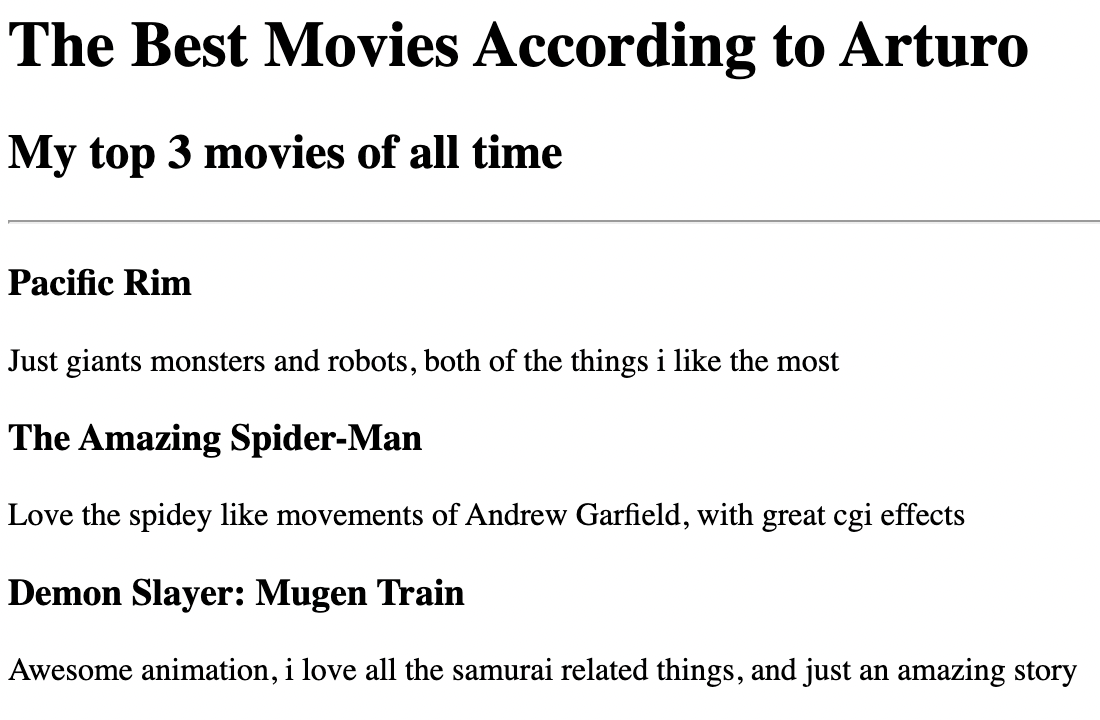 The Best Movies According to Arturo
My top 3 movies of all time
Pacific Rim
Just giants monsters and robots, both of the things i like the most
The Amazing Spider-Man
Love the spidey like movements of Andrew Garfield, with great cgi effects
Demon Slayer: Mugen Train
Awesome animation, i love all the samurai related things, and just an amazing story